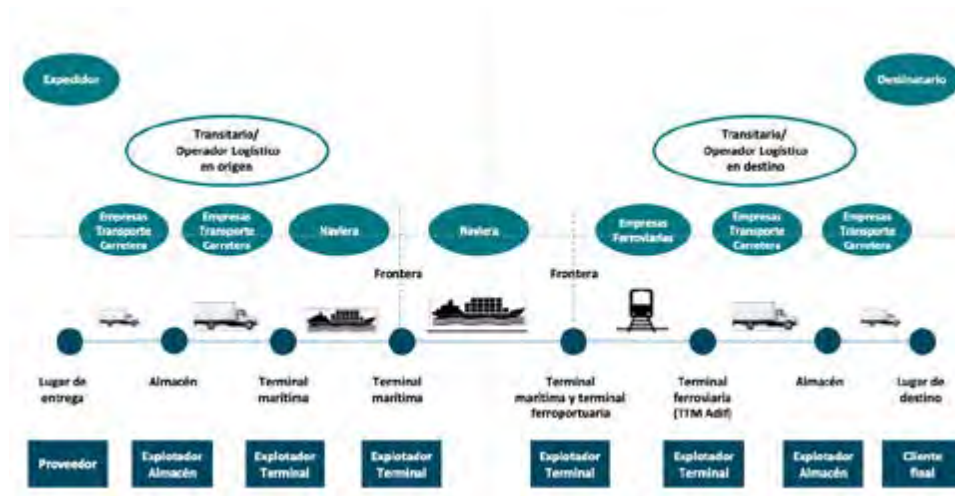 Expedidor
Destinatario
Transitario/
Operador Logístico
en origen
Transitario/
Operador Logístico
en destino
Empresas
Transporte
Carretera
Empresas
Transporte
Carretera
Naviera
Naviera
Empresas
Ferroviarias
Empresas
Transporte
Carretera
Empresas
Transporte
Carretera
Frontera
Frontera
Lugar de
entrega
Almacén
Terminal
marítima
Terminal
marítima
Terminal
marítima y terminal
ferroportuaria
Terminal
ferroviaria
(TTM Adif)
Almacén
Lugar de
destino
Proveedor
Explotador
Almacén
Explotador
Terminal
Explotador
Terminal
Explotador
Terminal
Explotador
Terminal
Explotador
Almacén
Cliente
final